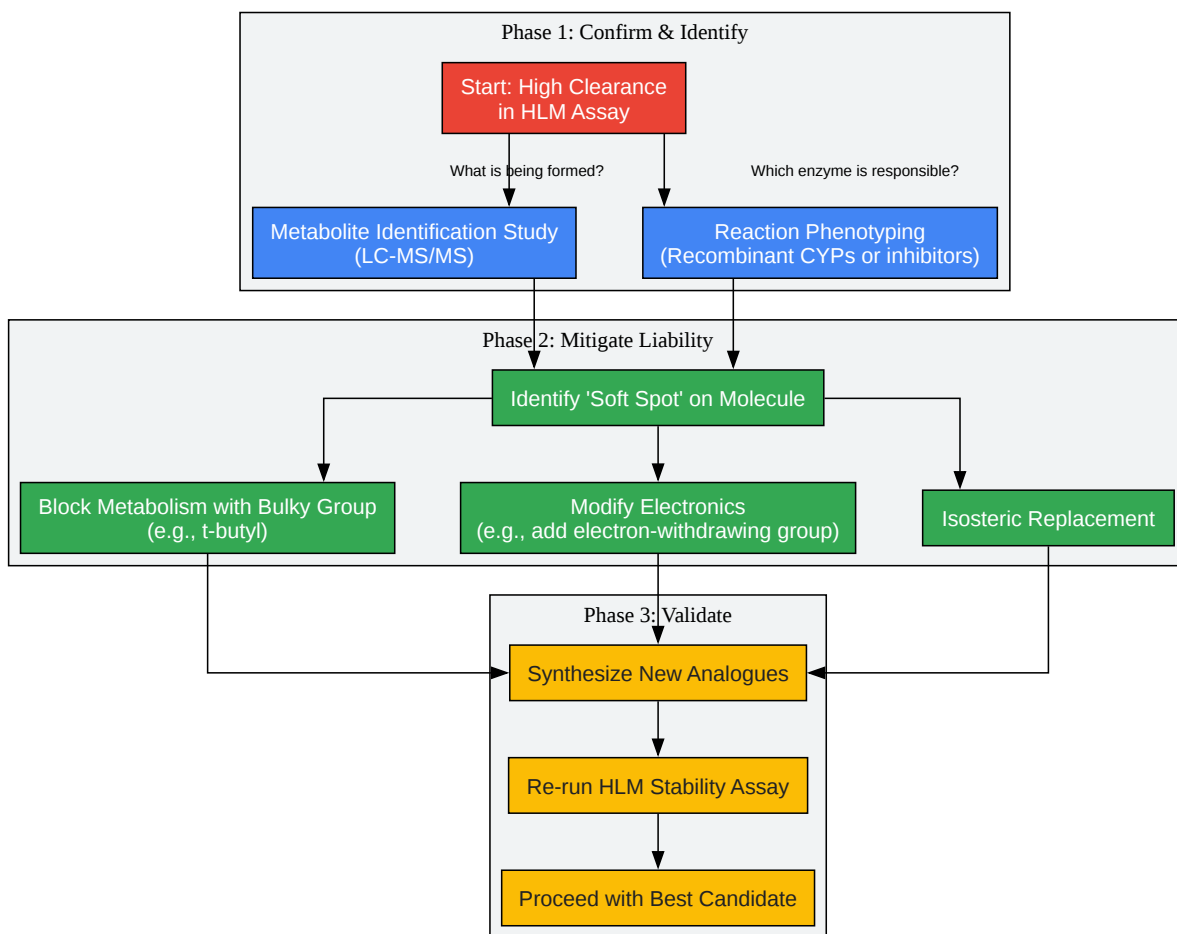 Phase 1: Confirm & Identify
Start: High Clearance
in HLM Assay
What is being formed?
Which enzyme is responsible?
Metabolite Identification Study
(LC-MS/MS)
Reaction Phenotyping
(Recombinant CYPs or inhibitors)
Phase 2: Mitigate Liability
Identify 'Soft Spot' on Molecule
Block Metabolism with Bulky Group
(e.g., t-butyl)
Modify Electronics
(e.g., add electron-withdrawing group)
Isosteric Replacement
Phase 3: Validate
Synthesize New Analogues
Re-run HLM Stability Assay
Proceed with Best Candidate